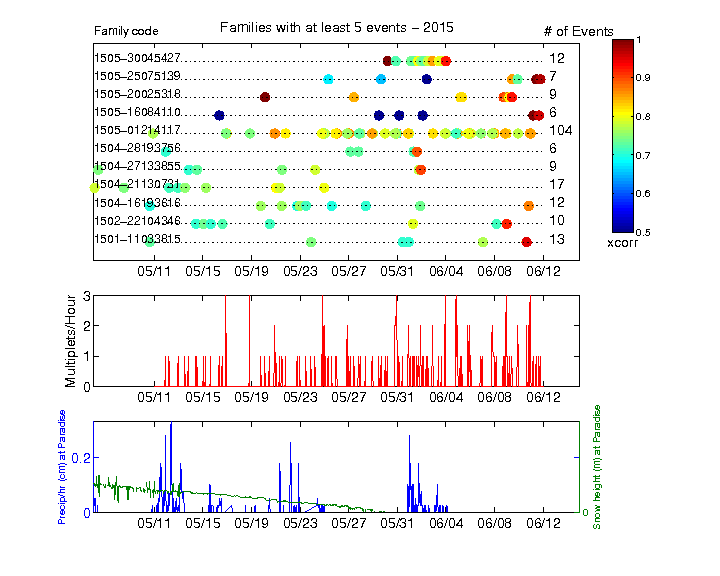 Families with at least 5 events - 2015
Family code
# of Events
1505-30045427 12
1505-25075139 7
1505-20025318 9
1505-16084110 6
1505-01214117 104
1504-28193756 6
1504-27133855 9
1504-21130731 17
1504-16193616 12
1502-22104346 10
1501-11033815 13
05/11 05/15 05/19 05/23 05/27 05/31 06/04 06/08 06/12
1
0.9
0.8
0.7
0.6
0.5
xcorr
Multiplets/Hour
3
2
1
0
05/11 05/15 05/19 05/23 05/27 05/31 06/04 06/08 06/12
Precip/hr (cm) at Paradise
0.2
0
0
Snow height (m) at Paradise
05/11 05/15 05/19 05/23 05/27 05/31 06/04 06/08 06/12